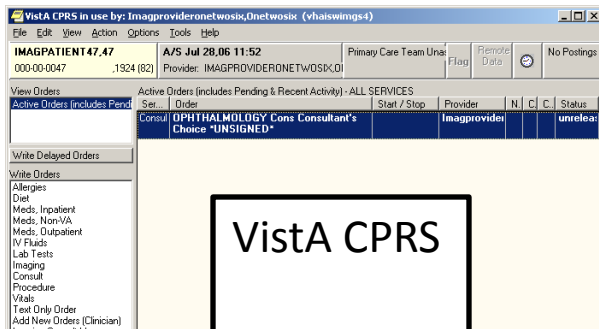 VistA CPRS in use by: Imagprovideronetwosix,Onetwosix (vhaiswimgs4)
File Edit View Action Options Tools Help
IMAGPATIENT47,47 A/S Jul 28,06 11:52 Primary Care Team Unas Flag Remote Data No Postings
000-00-0047 ,1924 (82) Provider: IMAGPROVIDERONETWOSIX,O
View Orders Active Orders (includes Pending & Recent Activity) - ALL SERVICES
Active Orders (includes Pendi Ser... Order Start / Stop Provider N. C. C.. Status
Consul OPHTHALMOLOGY Cons Consultant's Imagprovider unreleas
Choice *UNSIGNED*
Write Delayed Orders
Write Orders
Allergies
Diet
Meds, Inpatient
Meds, Non-VA
Meds, Outpatient
IV Fluids
Lab Tests
Imaging
Consult
Procedure
Vitals
Text Only Order
Add New Orders (Clinician)
VistA CPRS